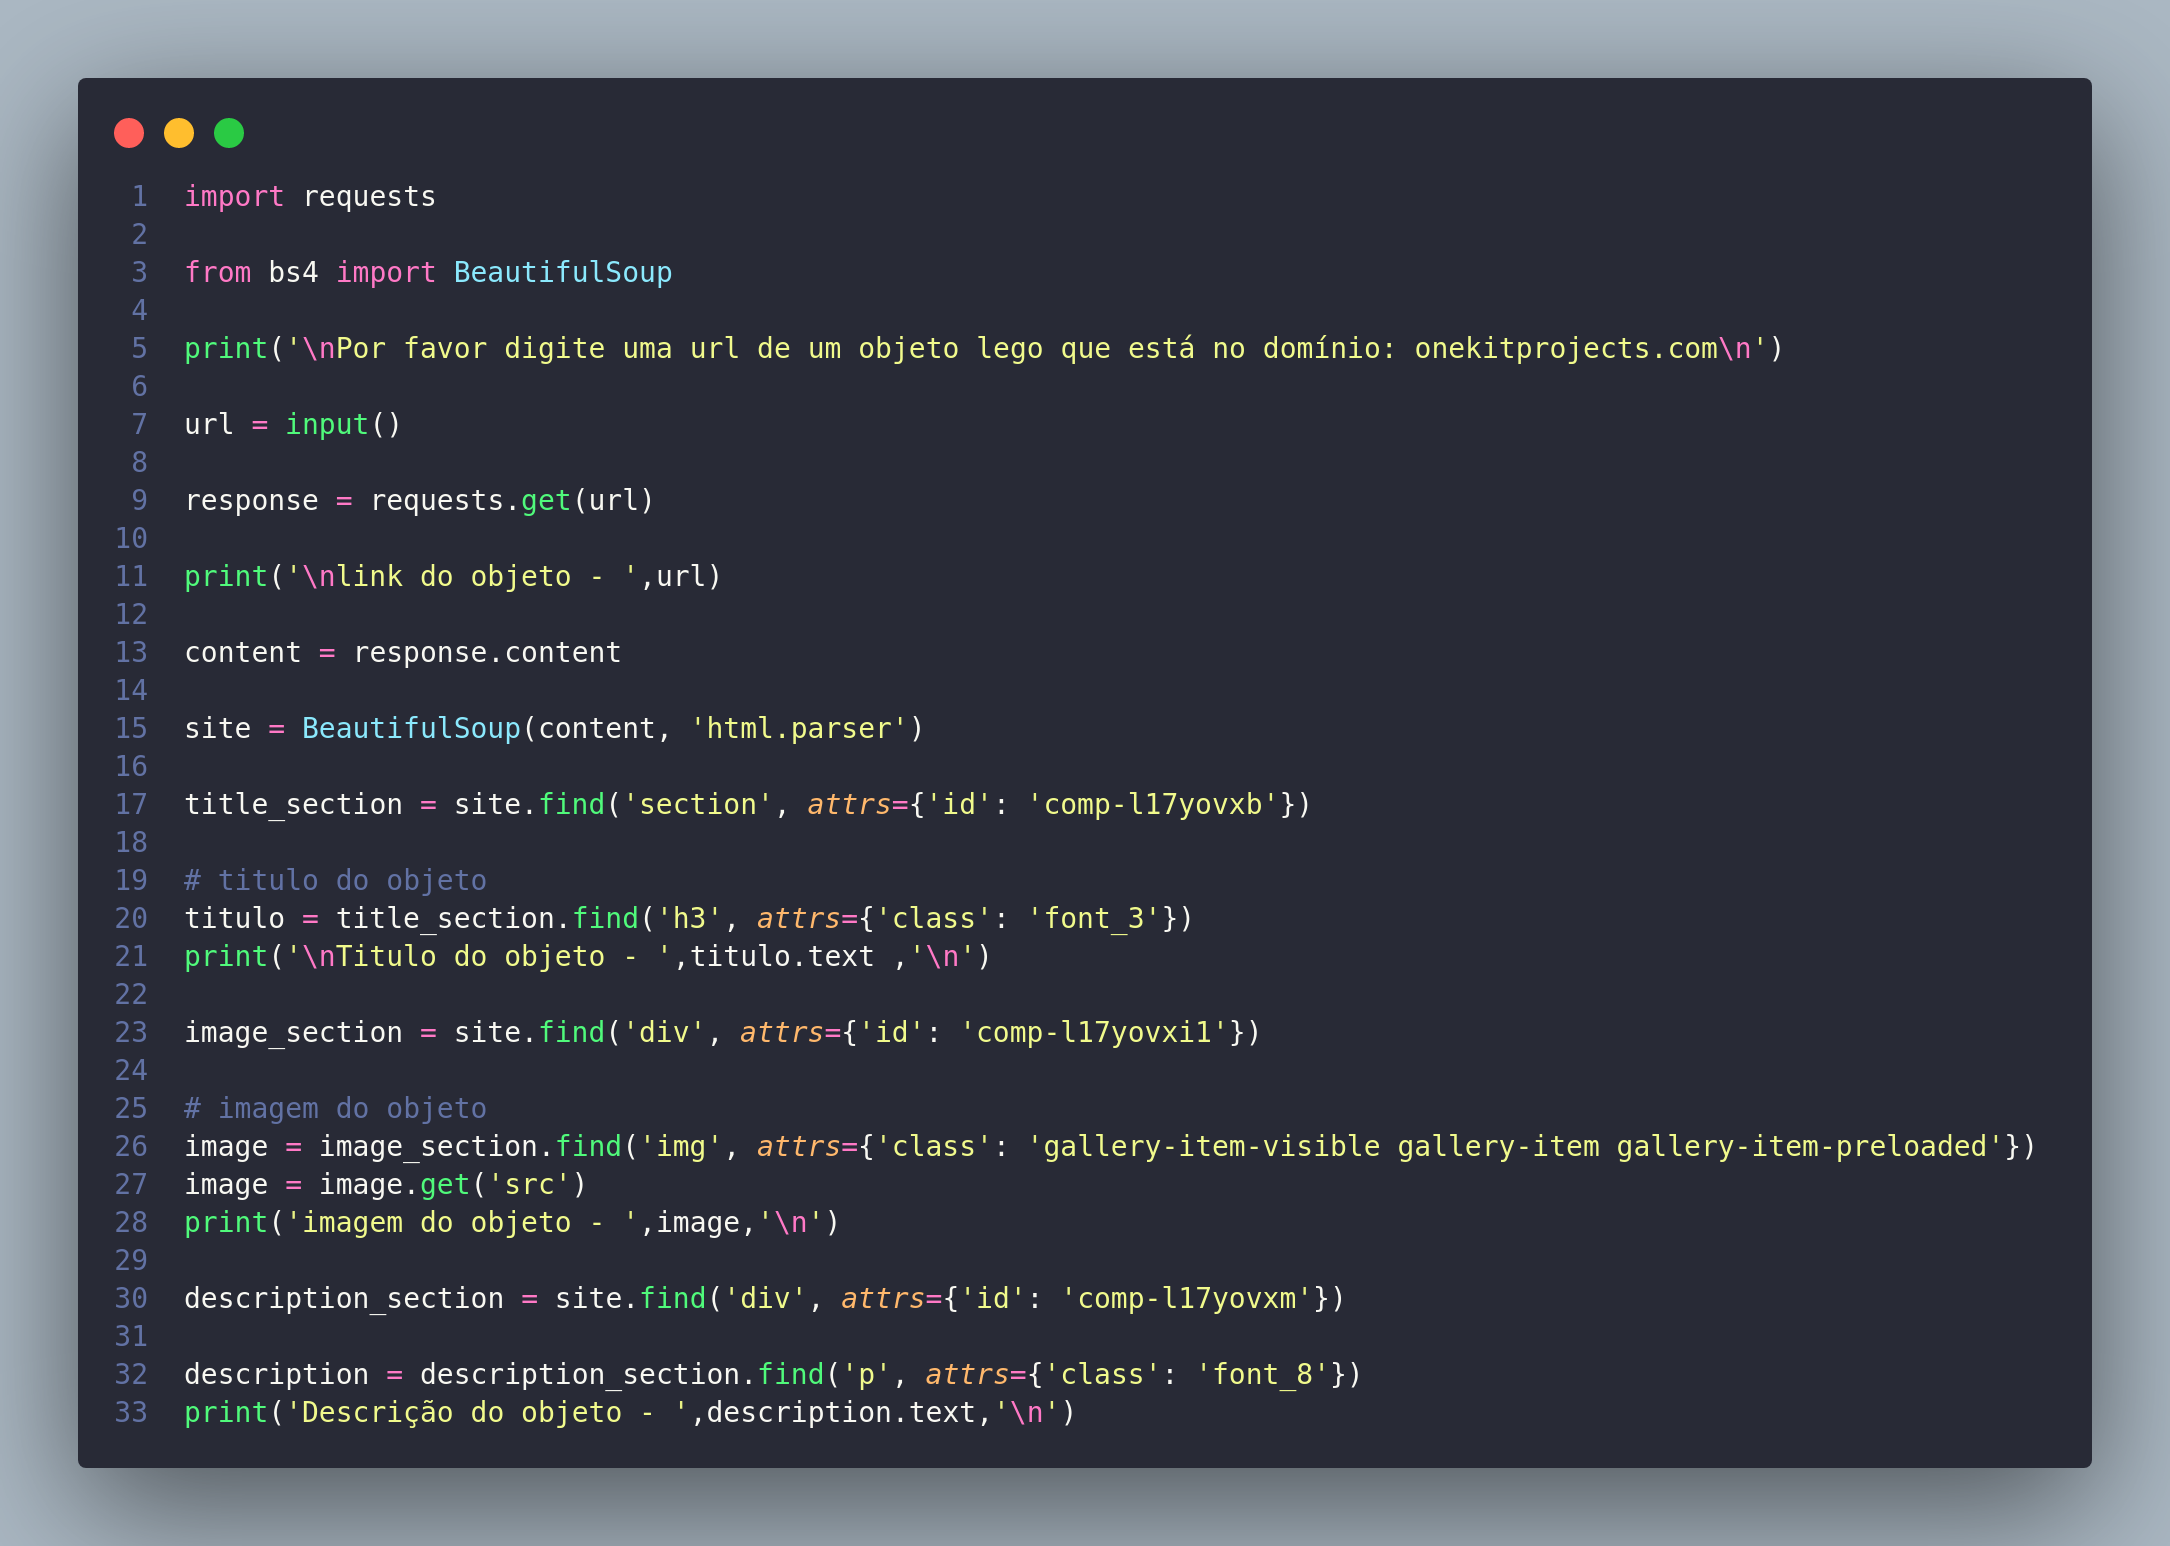 1 import requests
2
3 from bs4 import BeautifulSoup
4
5 print('\nPor favor digite uma url de um objeto lego que está no domínio: onekitprojects.com\n')
6
7 url = input()
8
9 response = requests.get(url)
10
11 print('\nlink do objeto - ',url)
12
13 content = response.content
14
15 site = BeautifulSoup(content, 'html.parser')
16
17 title_section = site.find('section', attrs={'id': 'comp-l17yovxb'})
18
19 # titulo do objeto
20 titulo = title_section.find('h3', attrs={'class': 'font_3'})
21 print('\nTitulo do objeto - ',titulo.text ,'\n')
22
23 image_section = site.find('div', attrs={'id': 'comp-l17yovxi1'})
24
25 # imagem do objeto
26 image = image_section.find('img', attrs={'class': 'gallery-item-visible gallery-item gallery-item-preloaded'})
27 image = image.get('src')
28 print('imagem do objeto - ',image,'\n')
29
30 description_section = site.find('div', attrs={'id': 'comp-l17yovxm'})
31
32 description = description_section.find('p', attrs={'class': 'font_8'})
33 print('Descrição do objeto - ',description.text,'\n')